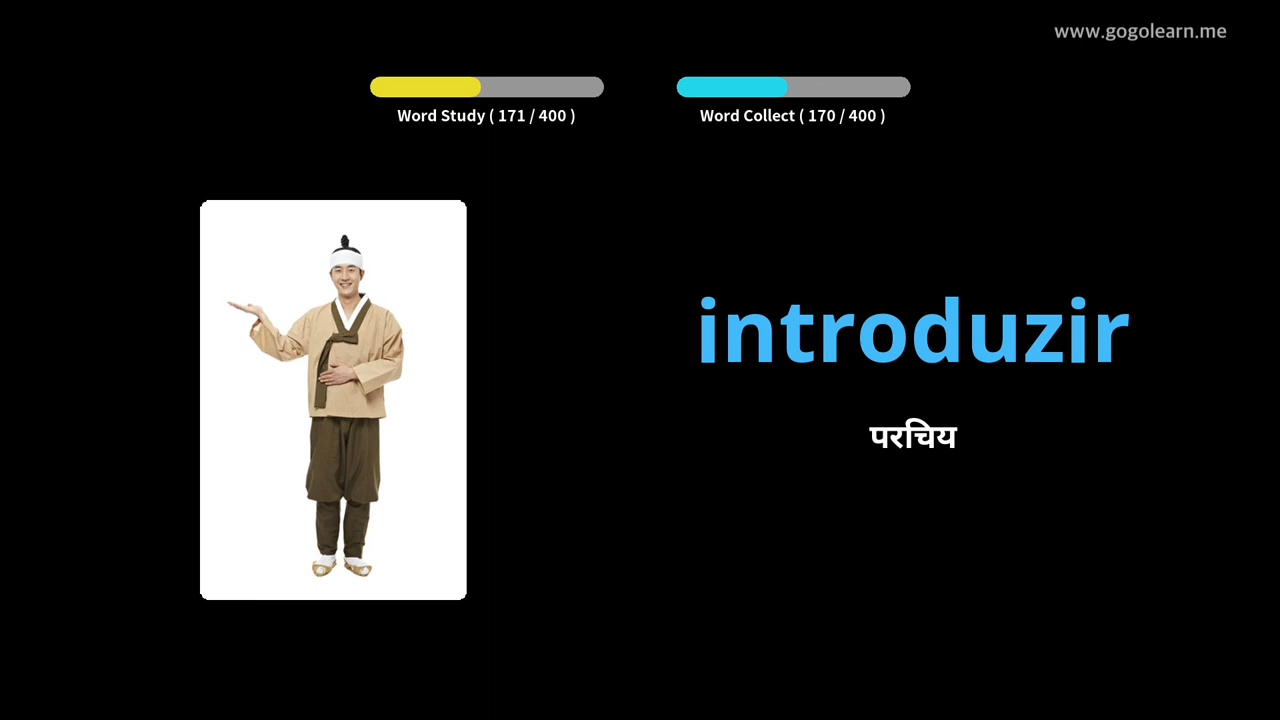 www.gogolearn.me
Word Study ( 171 / 400 )
Word Collect ( 170 / 400 )
introduzir
परिचय